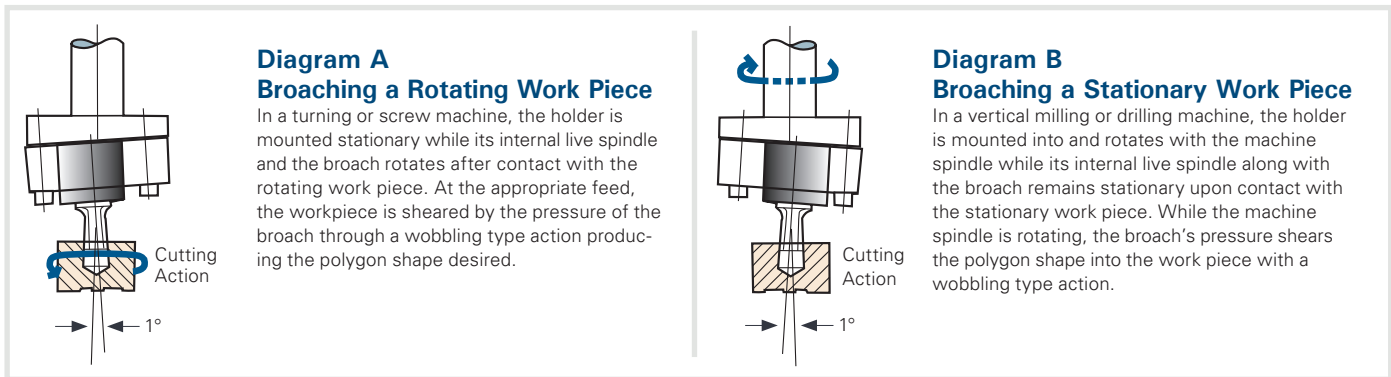 Diagram A
Broaching a Rotating Work Piece
In a turning or screw machine, the holder is
mounted stationary while its internal live spindle
and the broach rotates after contact with the
rotating work piece. At the appropriate feed,
the workpiece is sheared by the pressure of the
broach through a wobbling type action produc-
ing the polygon shape desired.
Cutting
Action
1°
Diagram B
Broaching a Stationary Work Piece
In a vertical milling or drilling machine, the holder
is mounted into and rotates with the machine
spindle while its internal live spindle along with
the broach remains stationary upon contact with
the stationary work piece. While the machine
spindle is rotating, the broach’s pressure shears
the polygon shape into the work piece with a
wobbling type action.
Cutting
Action
1°